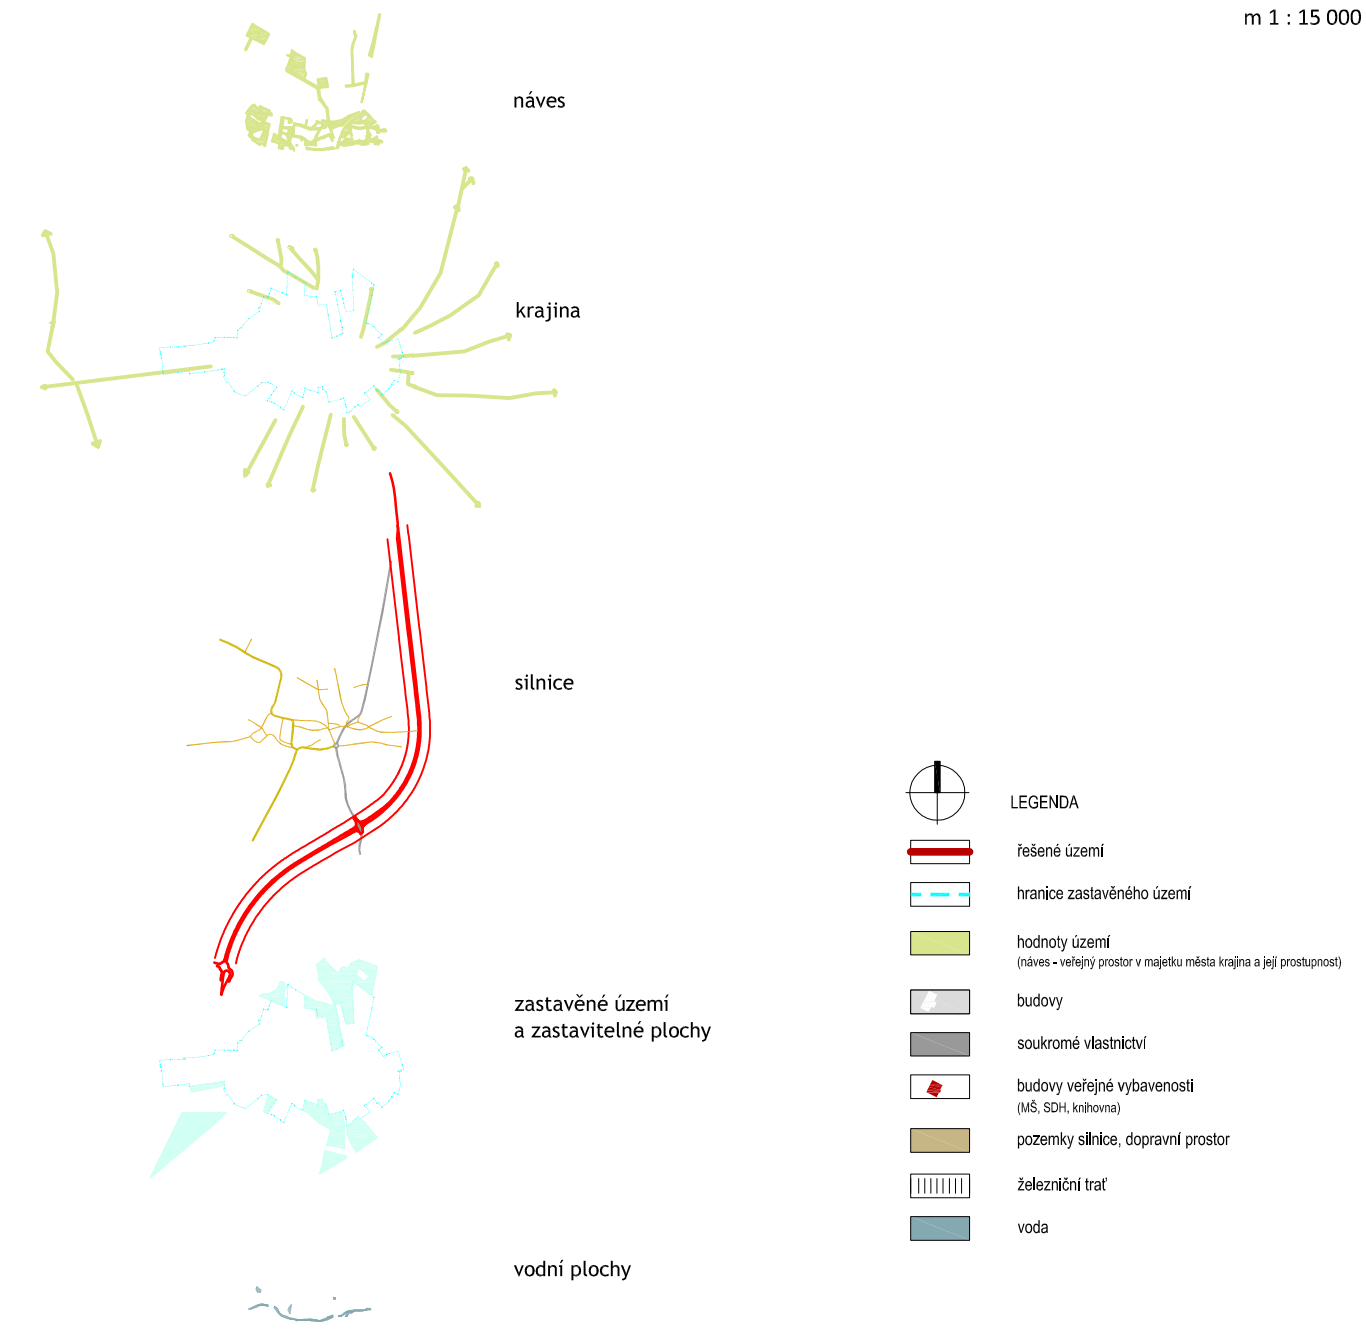 m 1 : 15 000
náves
krajina
silnice
zastavěné území
a zastavitelné plochy
vodní plochy
LEGENDA
řešené území
hranice zastavěného území
hodnoty území
(náves - veřejný prostor v majetku města krajina a její prostupnost)
budovy
soukromé vlastnictví
budovy veřejné vybavenosti
(MŠ, SDH, knihovna)
pozemky silnice, dopravní prostor
železniční trať
voda